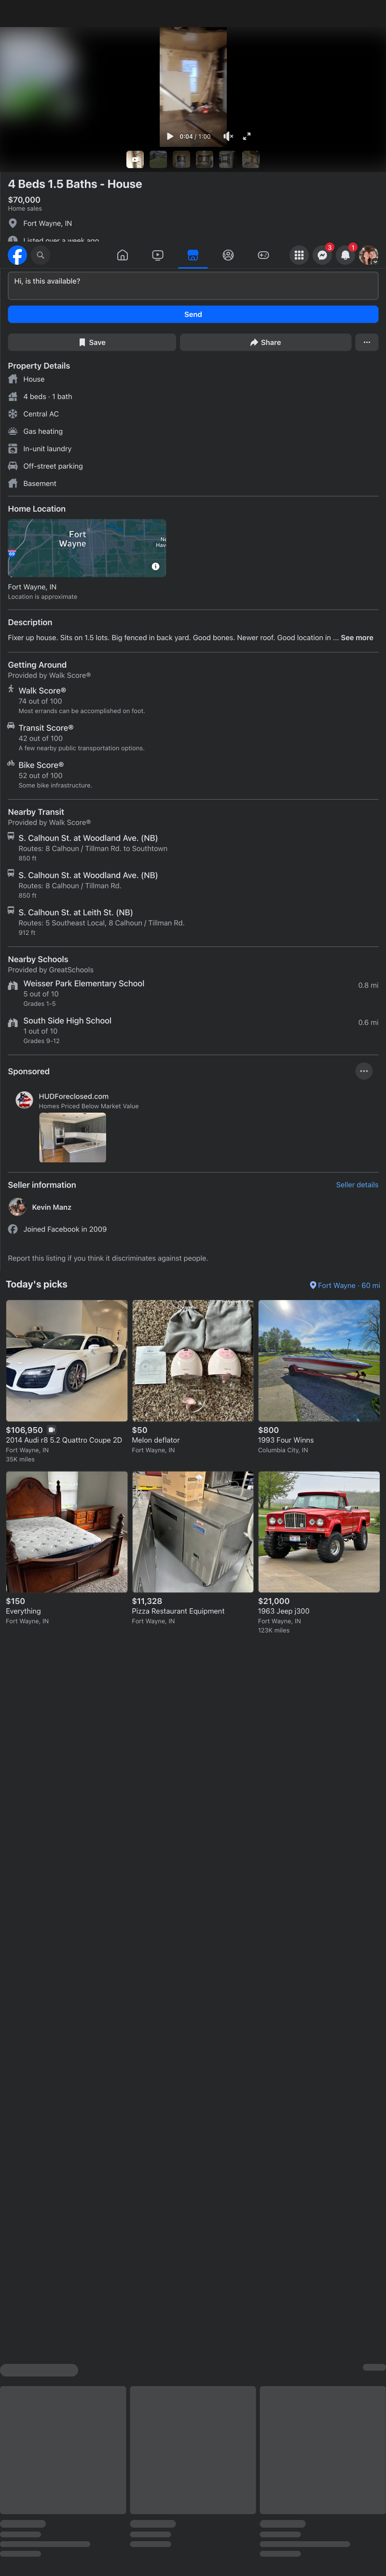 0:04 / 1:00
4 Beds 1.5 Baths - House
$70,000
Home sales
Fort Wayne, IN
Listed over a week ago
3
1
Hi, is this available?
Send
Save
Share
Property Details
House
4 beds · 1 bath
Central AC
Gas heating
In-unit laundry
Off-street parking
Basement
Home Location
Fort
Wayne
Fort Wayne, IN
Location is approximate
Description
Fixer up house. Sits on 1.5 lots. Big fenced in back yard. Good bones. Newer roof. Good location in ... See more
Getting Around
Provided by Walk Score®
Walk Score®
74 out of 100
Most errands can be accomplished on foot.
Transit Score®
42 out of 100
A few nearby public transportation options.
Bike Score®
52 out of 100
Some bike infrastructure.
Nearby Transit
Provided by Walk Score®
S. Calhoun St. at Woodland Ave. (NB)
Routes: 8 Calhoun / Tillman Rd. to Southtown
850 ft
S. Calhoun St. at Woodland Ave. (NB)
Routes: 8 Calhoun / Tillman Rd.
850 ft
S. Calhoun St. at Leith St. (NB)
Routes: 5 Southeast Local, 8 Calhoun / Tillman Rd.
912 ft
Nearby Schools
Provided by GreatSchools
Weisser Park Elementary School
0.8 mi
5 out of 10
Grades 1-5
South Side High School
0.6 mi
1 out of 10
Grades 9-12
Sponsored
HUDForeclosed.com
Homes Priced Below Market Value
Seller information
Seller details
Kevin Manz
Joined Facebook in 2009
Report this listing if you think it discriminates against people.
Today's picks
Fort Wayne · 60 mi
$106,950
2014 Audi r8 5.2 Quattro Coupe 2D
Fort Wayne, IN
35K miles
$50
Melon deflator
Fort Wayne, IN
$800
1993 Four Winns
Columbia City, IN
$150
Everything
Fort Wayne, IN
$11,328
Pizza Restaurant Equipment
Fort Wayne, IN
$21,000
1963 Jeep j300
Fort Wayne, IN
123K miles